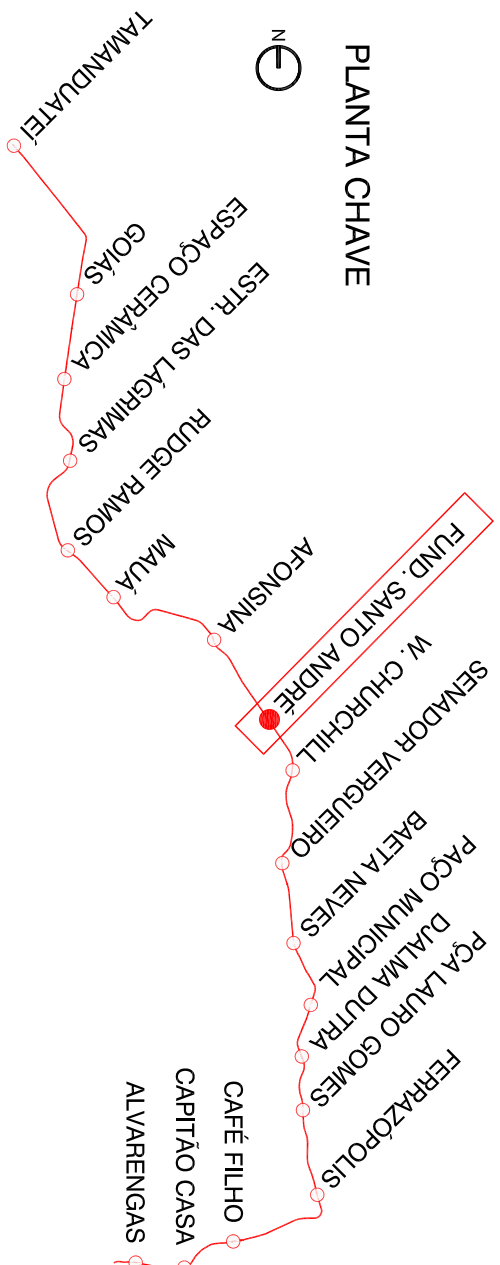 PLANTA CHAVE
N
TAMANDUATEÍ
GOIÁS
ESPAÇO CERÂMICA
ESTR. DAS LÁGRIMAS
RUDGE RAMOS
MAUÁ
AFONSINA
FUND. SANTO ANDRÉ
W. CHURCHILL
SENADOR VERGUEIRO
BAETA NEVES
PAÇO MUNICIPAL
DJALMA DUTRA
PÇA LAURO GOMES
FERRAZÓPOLIS
CAFÉ FILHO
CAPITÃO CASA
ALVARENGAS